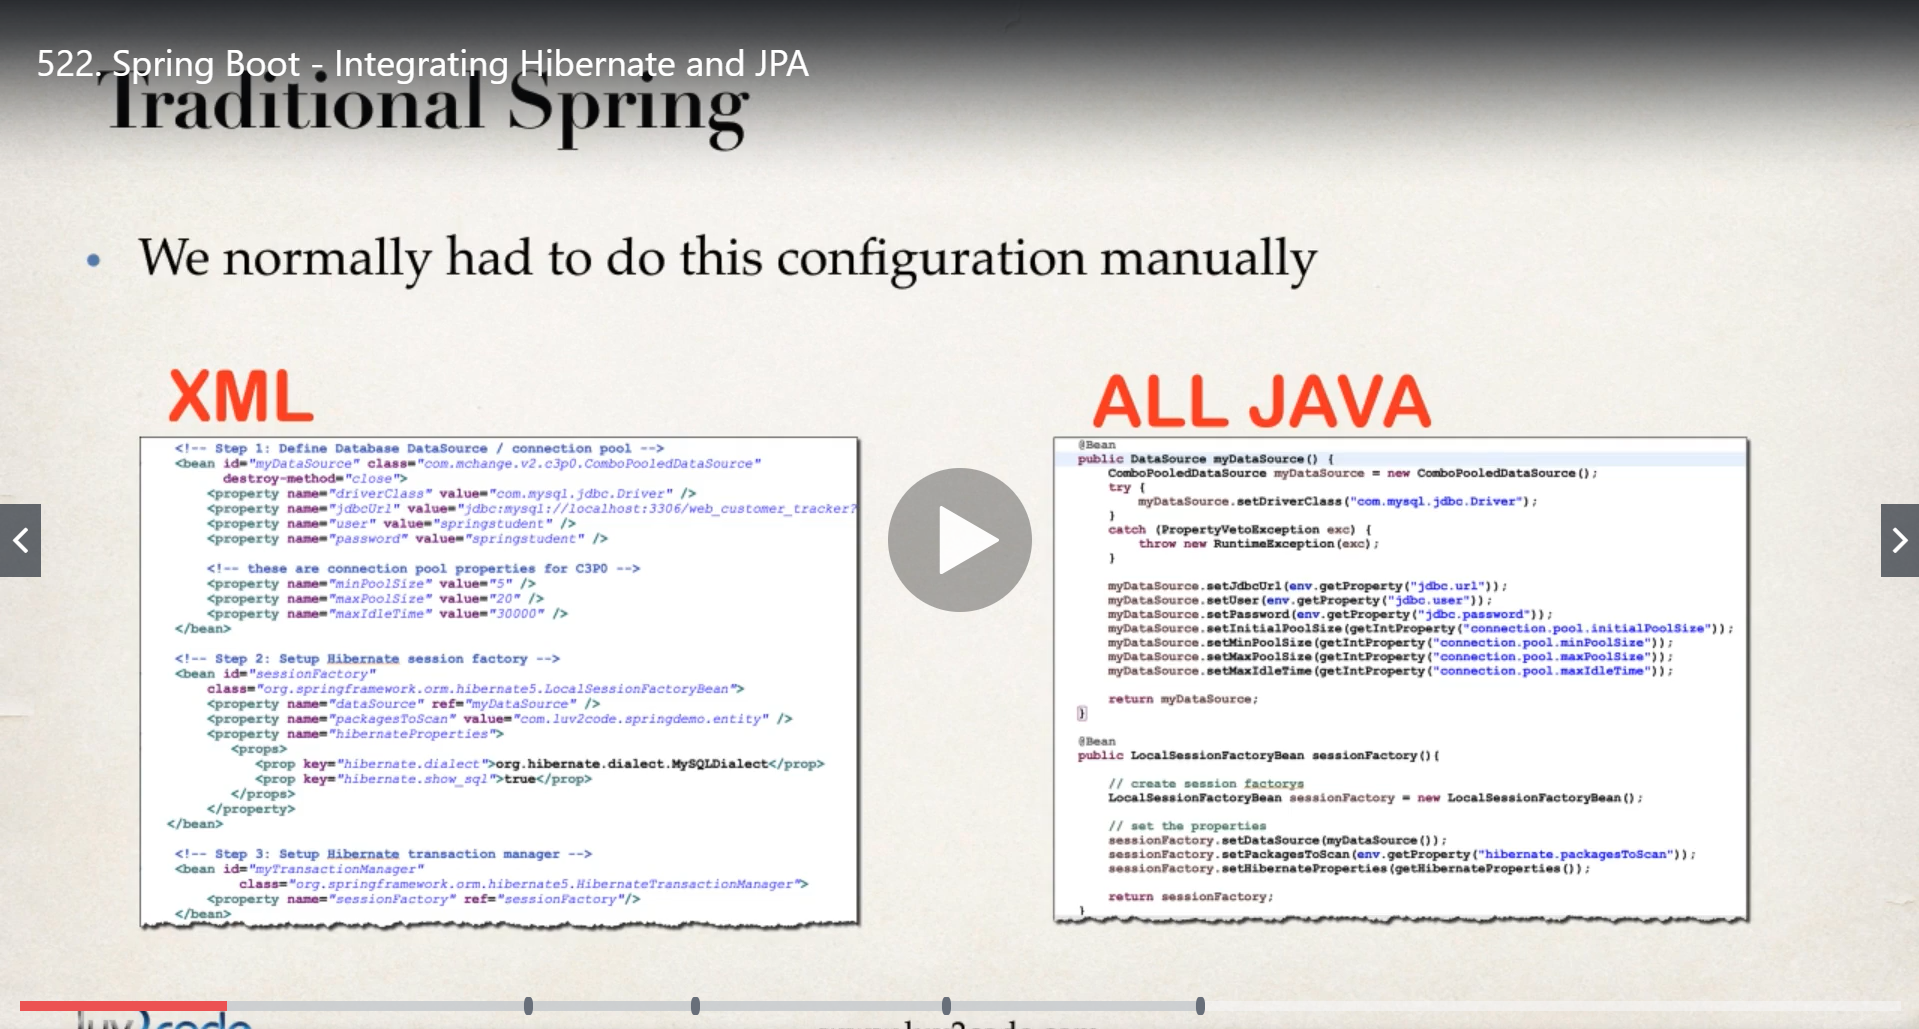 522. Spring Boot - Integrating Hibernate and JPA
Traditional Spring
• We normally had to do this configuration manually
XML
<!-- Step 1: Define Database DataSource / connection pool -->
<bean id="myDataSource" class="com.mchange.v2.c3p0.ComboPooledDataSource"
destroy-method="close">
<property name="driverClass" value="com.mysql.jdbc.Driver" />
<property name="jdbcUrl" value="jdbc:mysql://localhost:3306/web_customer_tracker?
<property name="user" value="springstudent" />
<property name="password" value="springstudent" />
<!-- these are connection pool properties for C3P0 -->
<property name="minPoolSize" value="5" />
<property name="maxPoolSize" value="20" />
<property name="maxIdleTime" value="30000" />
</bean>
<!-- Step 2: Setup Hibernate session factory -->
<bean id="sessionFactory"
class="org.springframework.orm.hibernate5.LocalSessionFactoryBean">
<property name="dataSource" ref="myDataSource" />
<property name="packagesToScan" value="com.luv2code.springdemo.entity" />
<property name="hibernateProperties">
<props>
<prop key="hibernate.dialect">org.hibernate.dialect.MySQLDialect</prop>
<prop key="hibernate.show_sql">true</prop>
</props>
</property>
</bean>
<!-- Step 3: Setup Hibernate transaction manager -->
<bean id="myTransactionManager"
class="org.springframework.orm.hibernate5.HibernateTransactionManager">
<property name="sessionFactory" ref="sessionFactory"/>
</bean>
ALL JAVA
@Bean
public DataSource myDataSource() {
ComboPooledDataSource myDataSource = new ComboPooledDataSource();
try {
myDataSource.setDriverClass("com.mysql.jdbc.Driver");
}
catch (PropertyVetoException exc) {
throw new RuntimeException(exc);
}
myDataSource.setJdbcUrl(env.getProperty("jdbc.url"));
myDataSource.setUser(env.getProperty("jdbc.user"));
myDataSource.setPassword(env.getProperty("jdbc.password"));
myDataSource.setInitialPoolSize(getIntProperty("connection.pool.initialPoolSize"));
myDataSource.setMinPoolSize(getIntProperty("connection.pool.minPoolSize"));
myDataSource.setMaxPoolSize(getIntProperty("connection.pool.maxPoolSize"));
myDataSource.setMaxIdleTime(getIntProperty("connection.pool.maxIdleTime"));
return myDataSource;
}
@Bean
public LocalSessionFactoryBean sessionFactory(){
// create session factorys
LocalSessionFactoryBean sessionFactory = new LocalSessionFactoryBean();
// set the properties
sessionFactory.setDataSource(myDataSource());
sessionFactory.setPackagesToScan(env.getProperty("hibernate.packagesToScan"));
sessionFactory.setHibernateProperties(getHibernateProperties());
return sessionFactory;
}